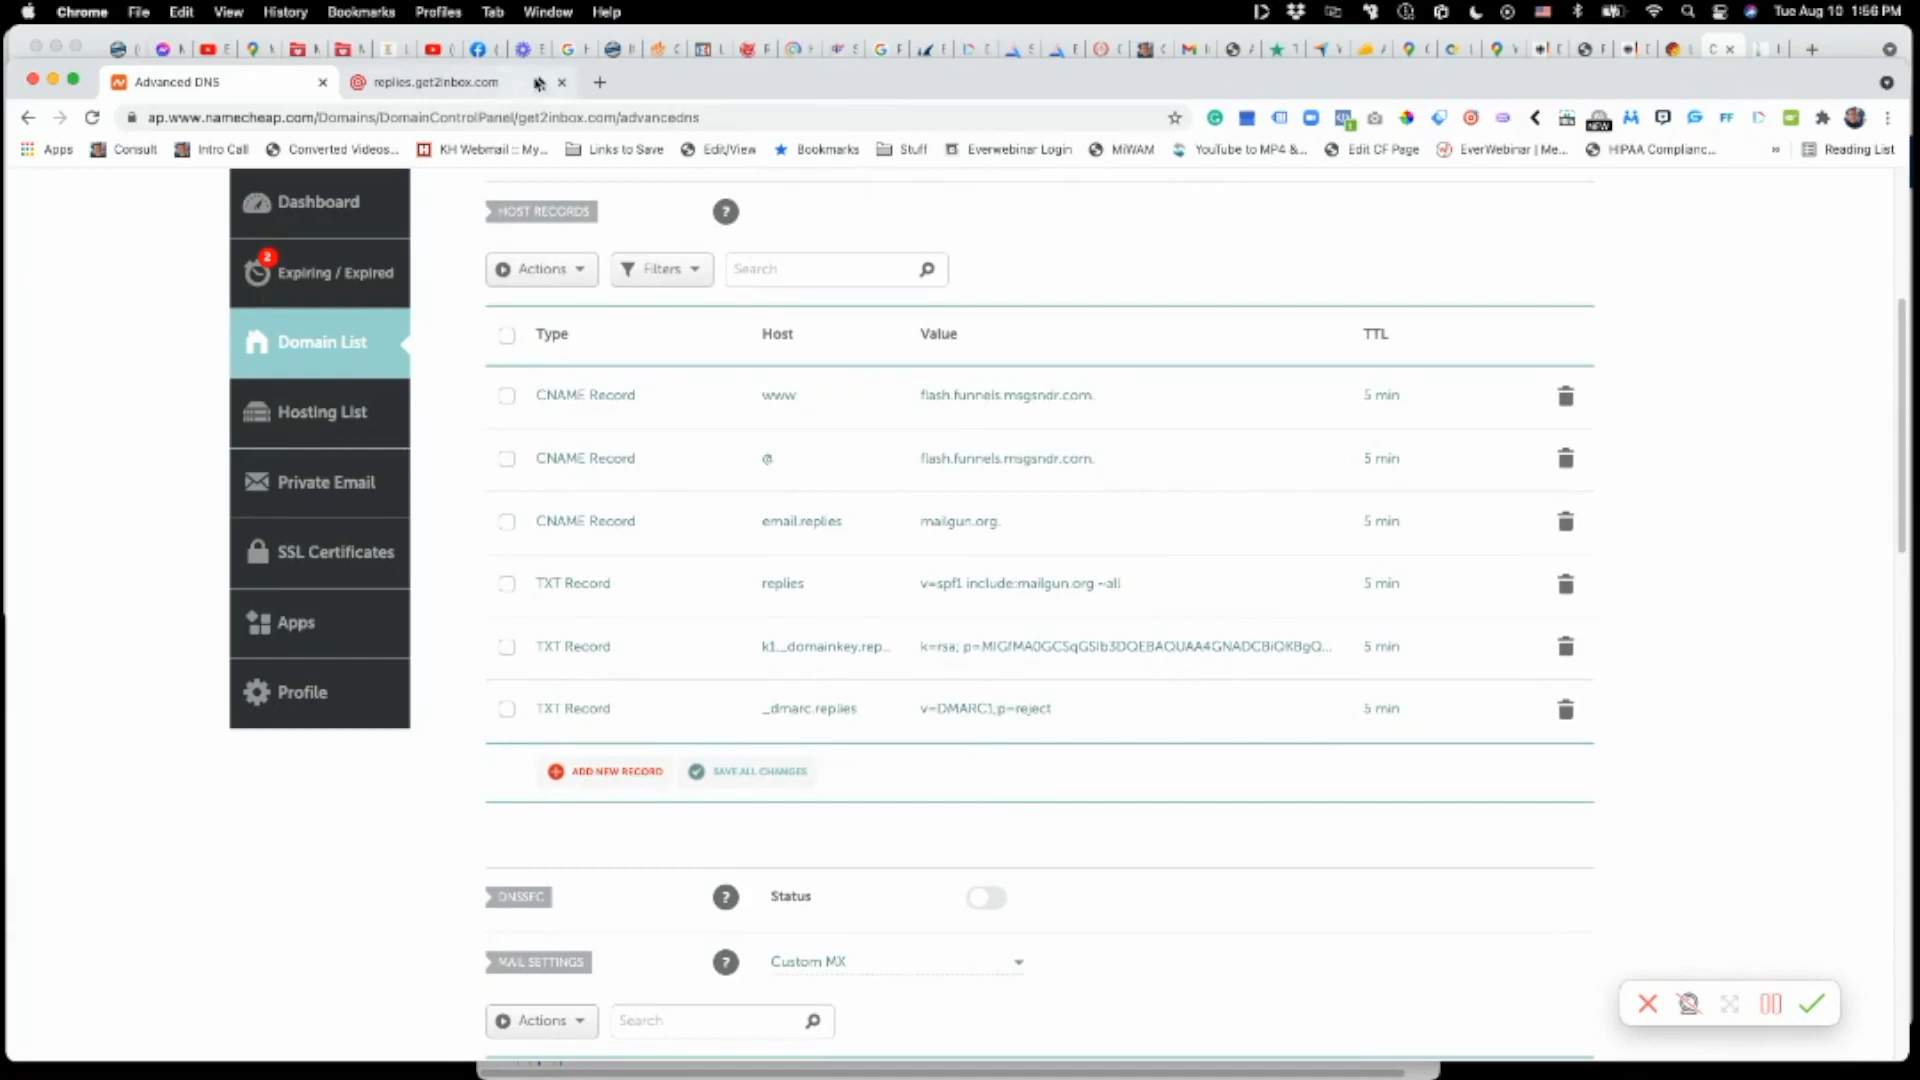 Chrome File Edit View History Bookmarks Profiles Tab Window Help
Tue Aug 10 1:56 PM
Advanced DNS
replies.get2inbox.com
ap.www.namecheap.com/Domains/DomainControlPanel/get2inbox.com/advancedns
NEW
FF
Apps Consult Intro Call Converted Videos... KH Webmail :: My... Links to Save Edit/View Bookmarks Stuff Everwebinar Login MiWAM YouTube to MP4 &... Edit CF Page EverWebinar | Me... HIPAA Complianc... » Reading List
Dashboard
2
Expiring / Expired
Domain List
Hosting List
Private Email
SSL Certificates
Apps
Profile
HOST RECORDS ?
Actions Filters Search
Type Host Value TTL
CNAME Record www flash.funnels.msgsndr.com. 5 min
CNAME Record @ flash.funnels.msgsndr.com. 5 min
CNAME Record email.replies mailgun.org. 5 min
TXT Record replies v=spf1 include:mailgun.org ~all 5 min
TXT Record k1._domainkey.rep... k=rsa; p=MIGfMA0GCSqGSIb3DQEBAQUAA4GNADCBiQKBgQ... 5 min
TXT Record _dmarc.replies v=DMARC1;p=reject 5 min
ADD NEW RECORD SAVE ALL CHANGES
DNSSEC ? Status
MAIL SETTINGS ? Custom MX
Actions Search